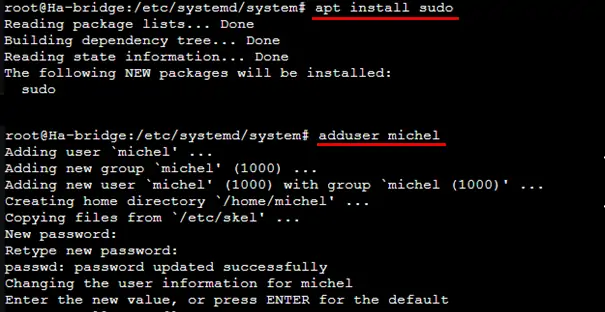 root@Ha-bridge:/etc/systemd/system# apt install sudo
Reading package lists... Done
Building dependency tree... Done
Reading state information... Done
The following NEW packages will be installed:
  sudo
root@Ha-bridge:/etc/systemd/system# adduser michel
Adding user `michel' ...
Adding new group `michel' (1000) ...
Adding new user `michel' (1000) with group `michel (1000)' ...
Creating home directory `/home/michel' ...
Copying files from `/etc/skel' ...
New password:
Retype new password:
passwd: password updated successfully
Changing the user information for michel
Enter the new value, or press ENTER for the default